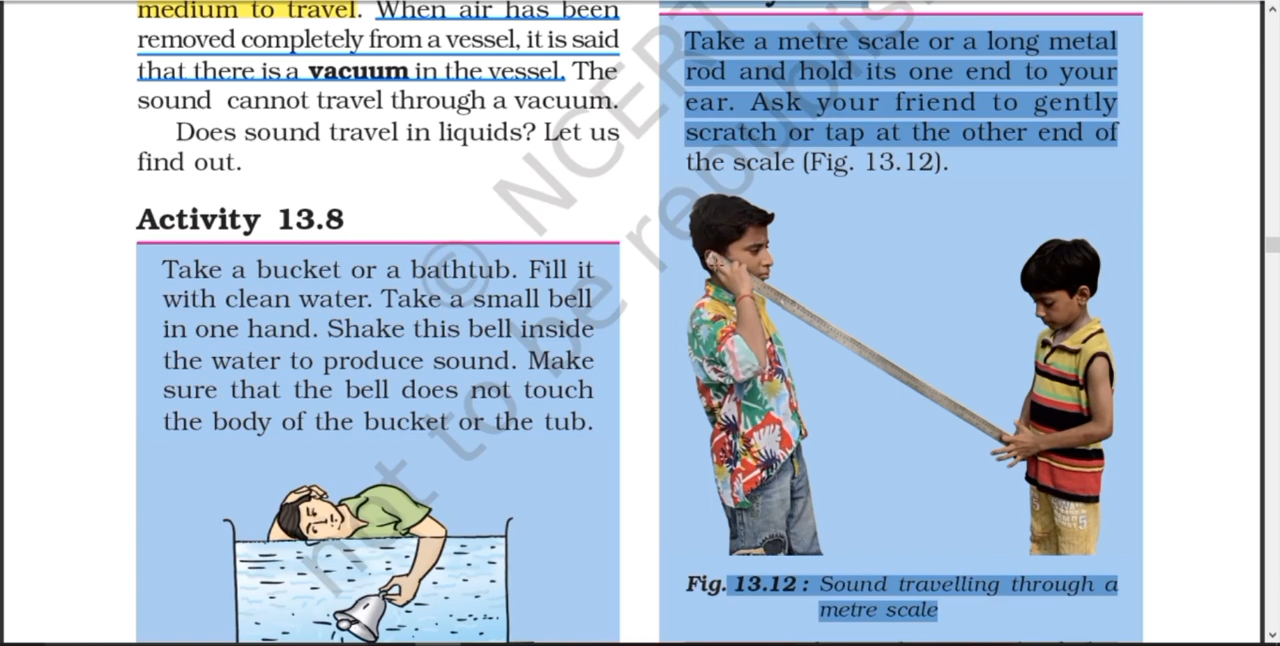 medium to travel. When air has been
removed completely from a vessel, it is said
that there is a vacuum in the vessel. The
sound cannot travel through a vacuum.
Does sound travel in liquids? Let us
find out.
Activity 13.8
Take a bucket or a bathtub. Fill it
with clean water. Take a small bell
in one hand. Shake this bell inside
the water to produce sound. Make
sure that the bell does not touch
the body of the bucket or the tub.
Take a metre scale or a long metal
rod and hold its one end to your
ear. Ask your friend to gently
scratch or tap at the other end of
the scale (Fig. 13.12).
Fig. 13.12 : Sound travelling through a
metre scale
© NCERT
not to be republish